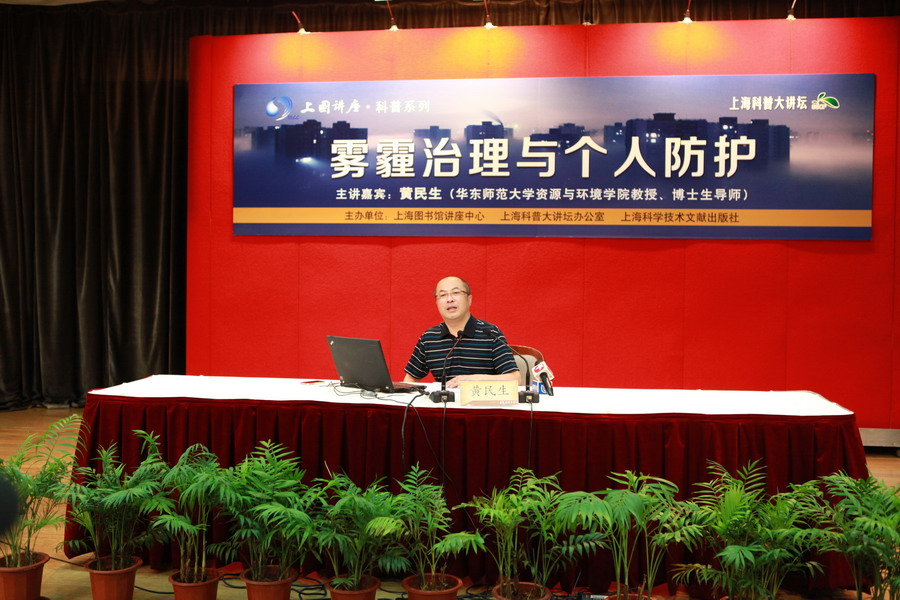 上图讲座·科普系列
上海科普大讲坛
雾霾治理与个人防护
主讲嘉宾：黄民生（华东师范大学资源与环境学院教授、博士生导师）
主办单位：上海图书馆讲座中心 上海科普大讲坛办公室 上海科学技术文献出版社
黄民生